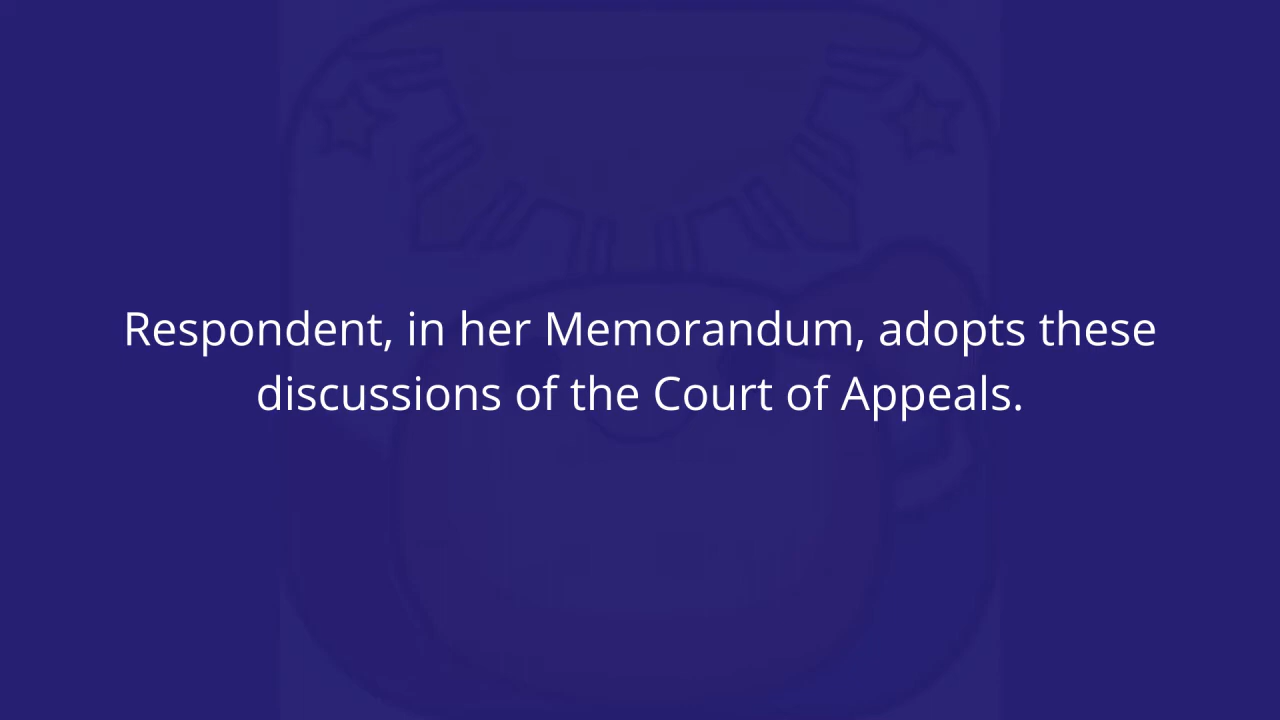 Respondent, in her Memorandum, adopts these
discussions of the Court of Appeals.